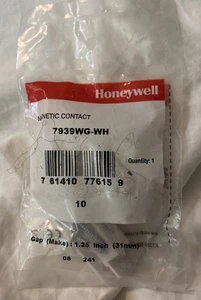 Honeywell
MAGNETIC CONTACT
7939WG-WH
Quantity: 1
7 81410 77615 9
10
Gap (Make): 1.25 inch (31mm)
08 241